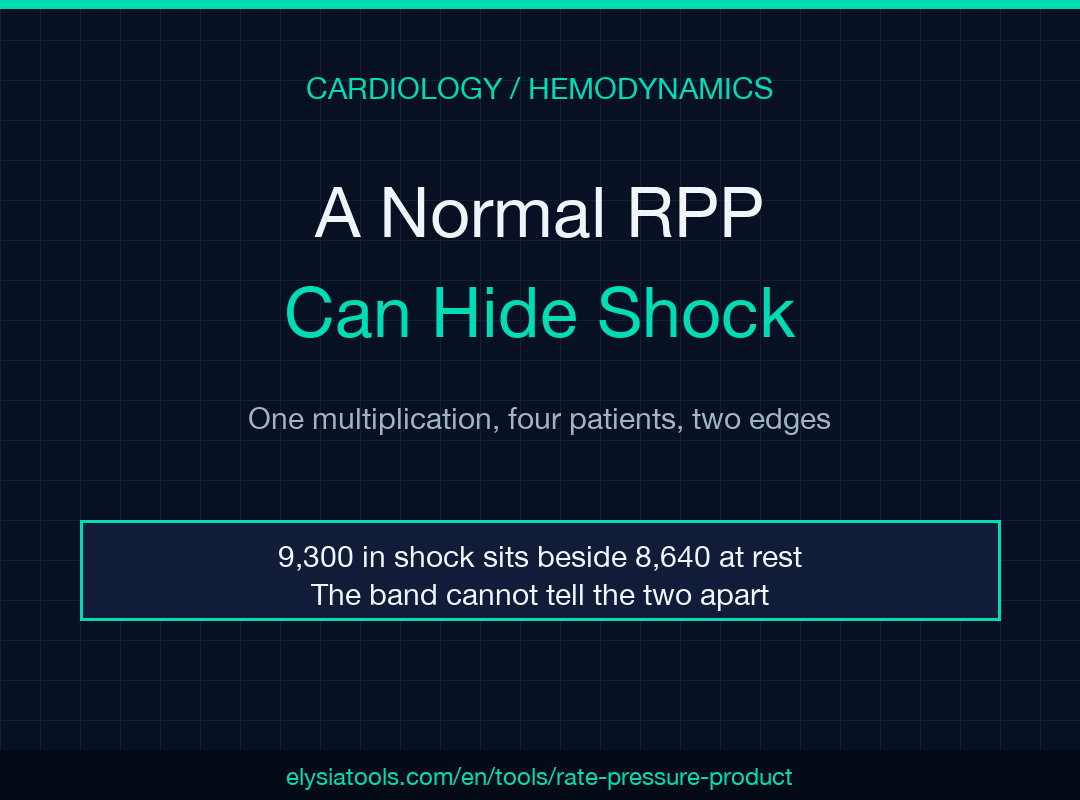 CARDIOLOGY / HEMODYNAMICS
A Normal RPP
Can Hide Shock
One multiplication, four patients, two edges
9,300 in shock sits beside 8,640 at rest
The band cannot tell the two apart
elysiatools.com/en/tools/rate-pressure-product